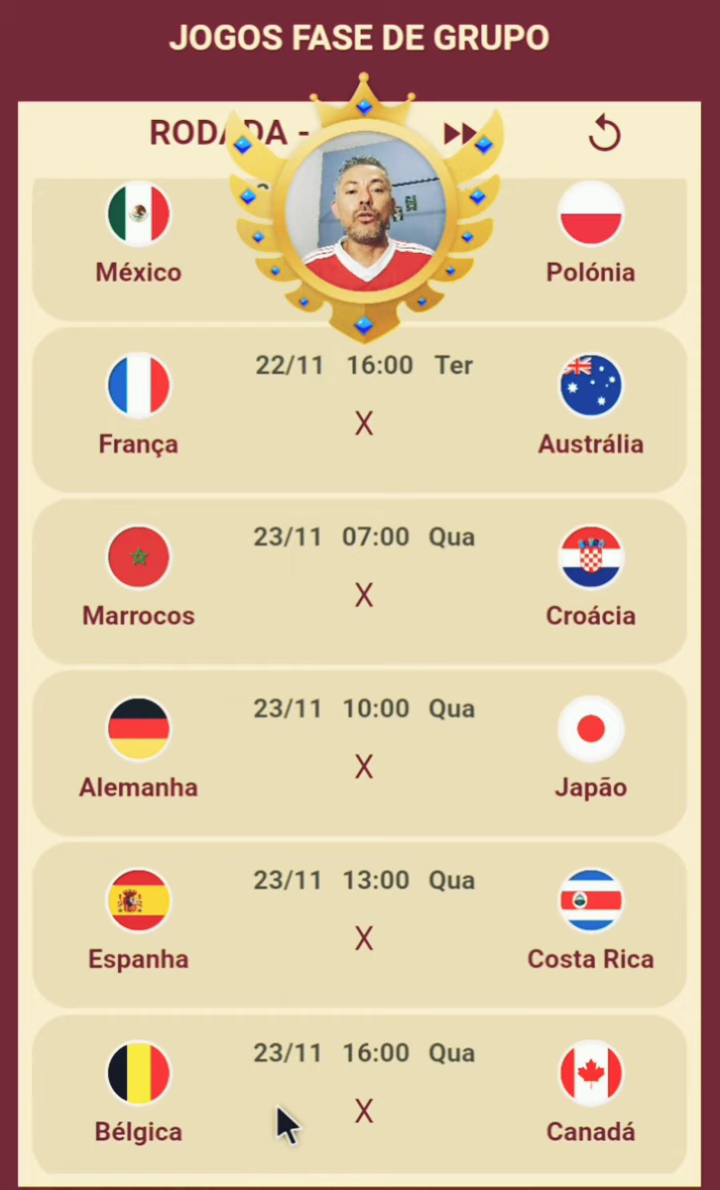 JOGOS FASE DE GRUPO
RODADA -
México Polónia
22/11 16:00 Ter
X
França Austrália
23/11 07:00 Qua
X
Marrocos Croácia
23/11 10:00 Qua
X
Alemanha Japão
23/11 13:00 Qua
X
Espanha Costa Rica
23/11 16:00 Qua
X
Bélgica Canadá